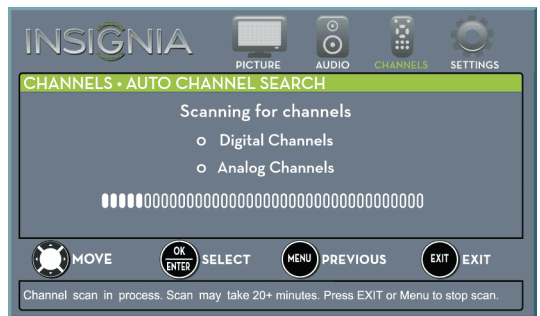 INSIGNIA
PICTURE AUDIO CHANNELS SETTINGS
CHANNELS • AUTO CHANNEL SEARCH
Scanning for channels
Digital Channels
Analog Channels
MOVE OK ENTER SELECT MENU PREVIOUS EXIT EXIT
Channel scan in process. Scan may take 20+ minutes. Press EXIT or Menu to stop scan.